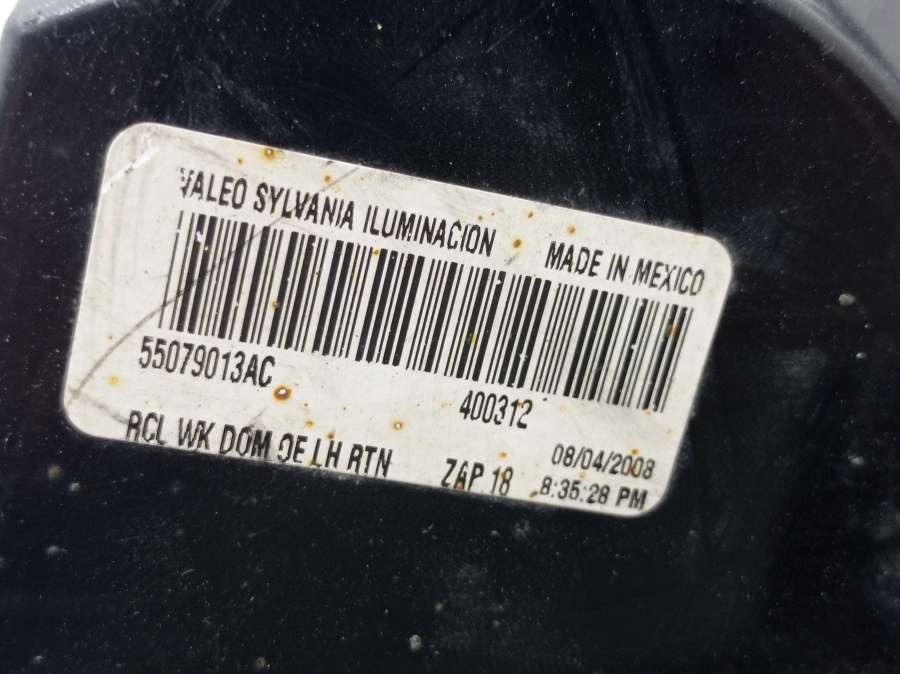 VALEO SYLVANIA ILUMINACION MADE IN MEXICO
55079013AC 400312
RCL WK DOM OE LH RTN ZAP 18 08/04/2008
8:35:28 PM